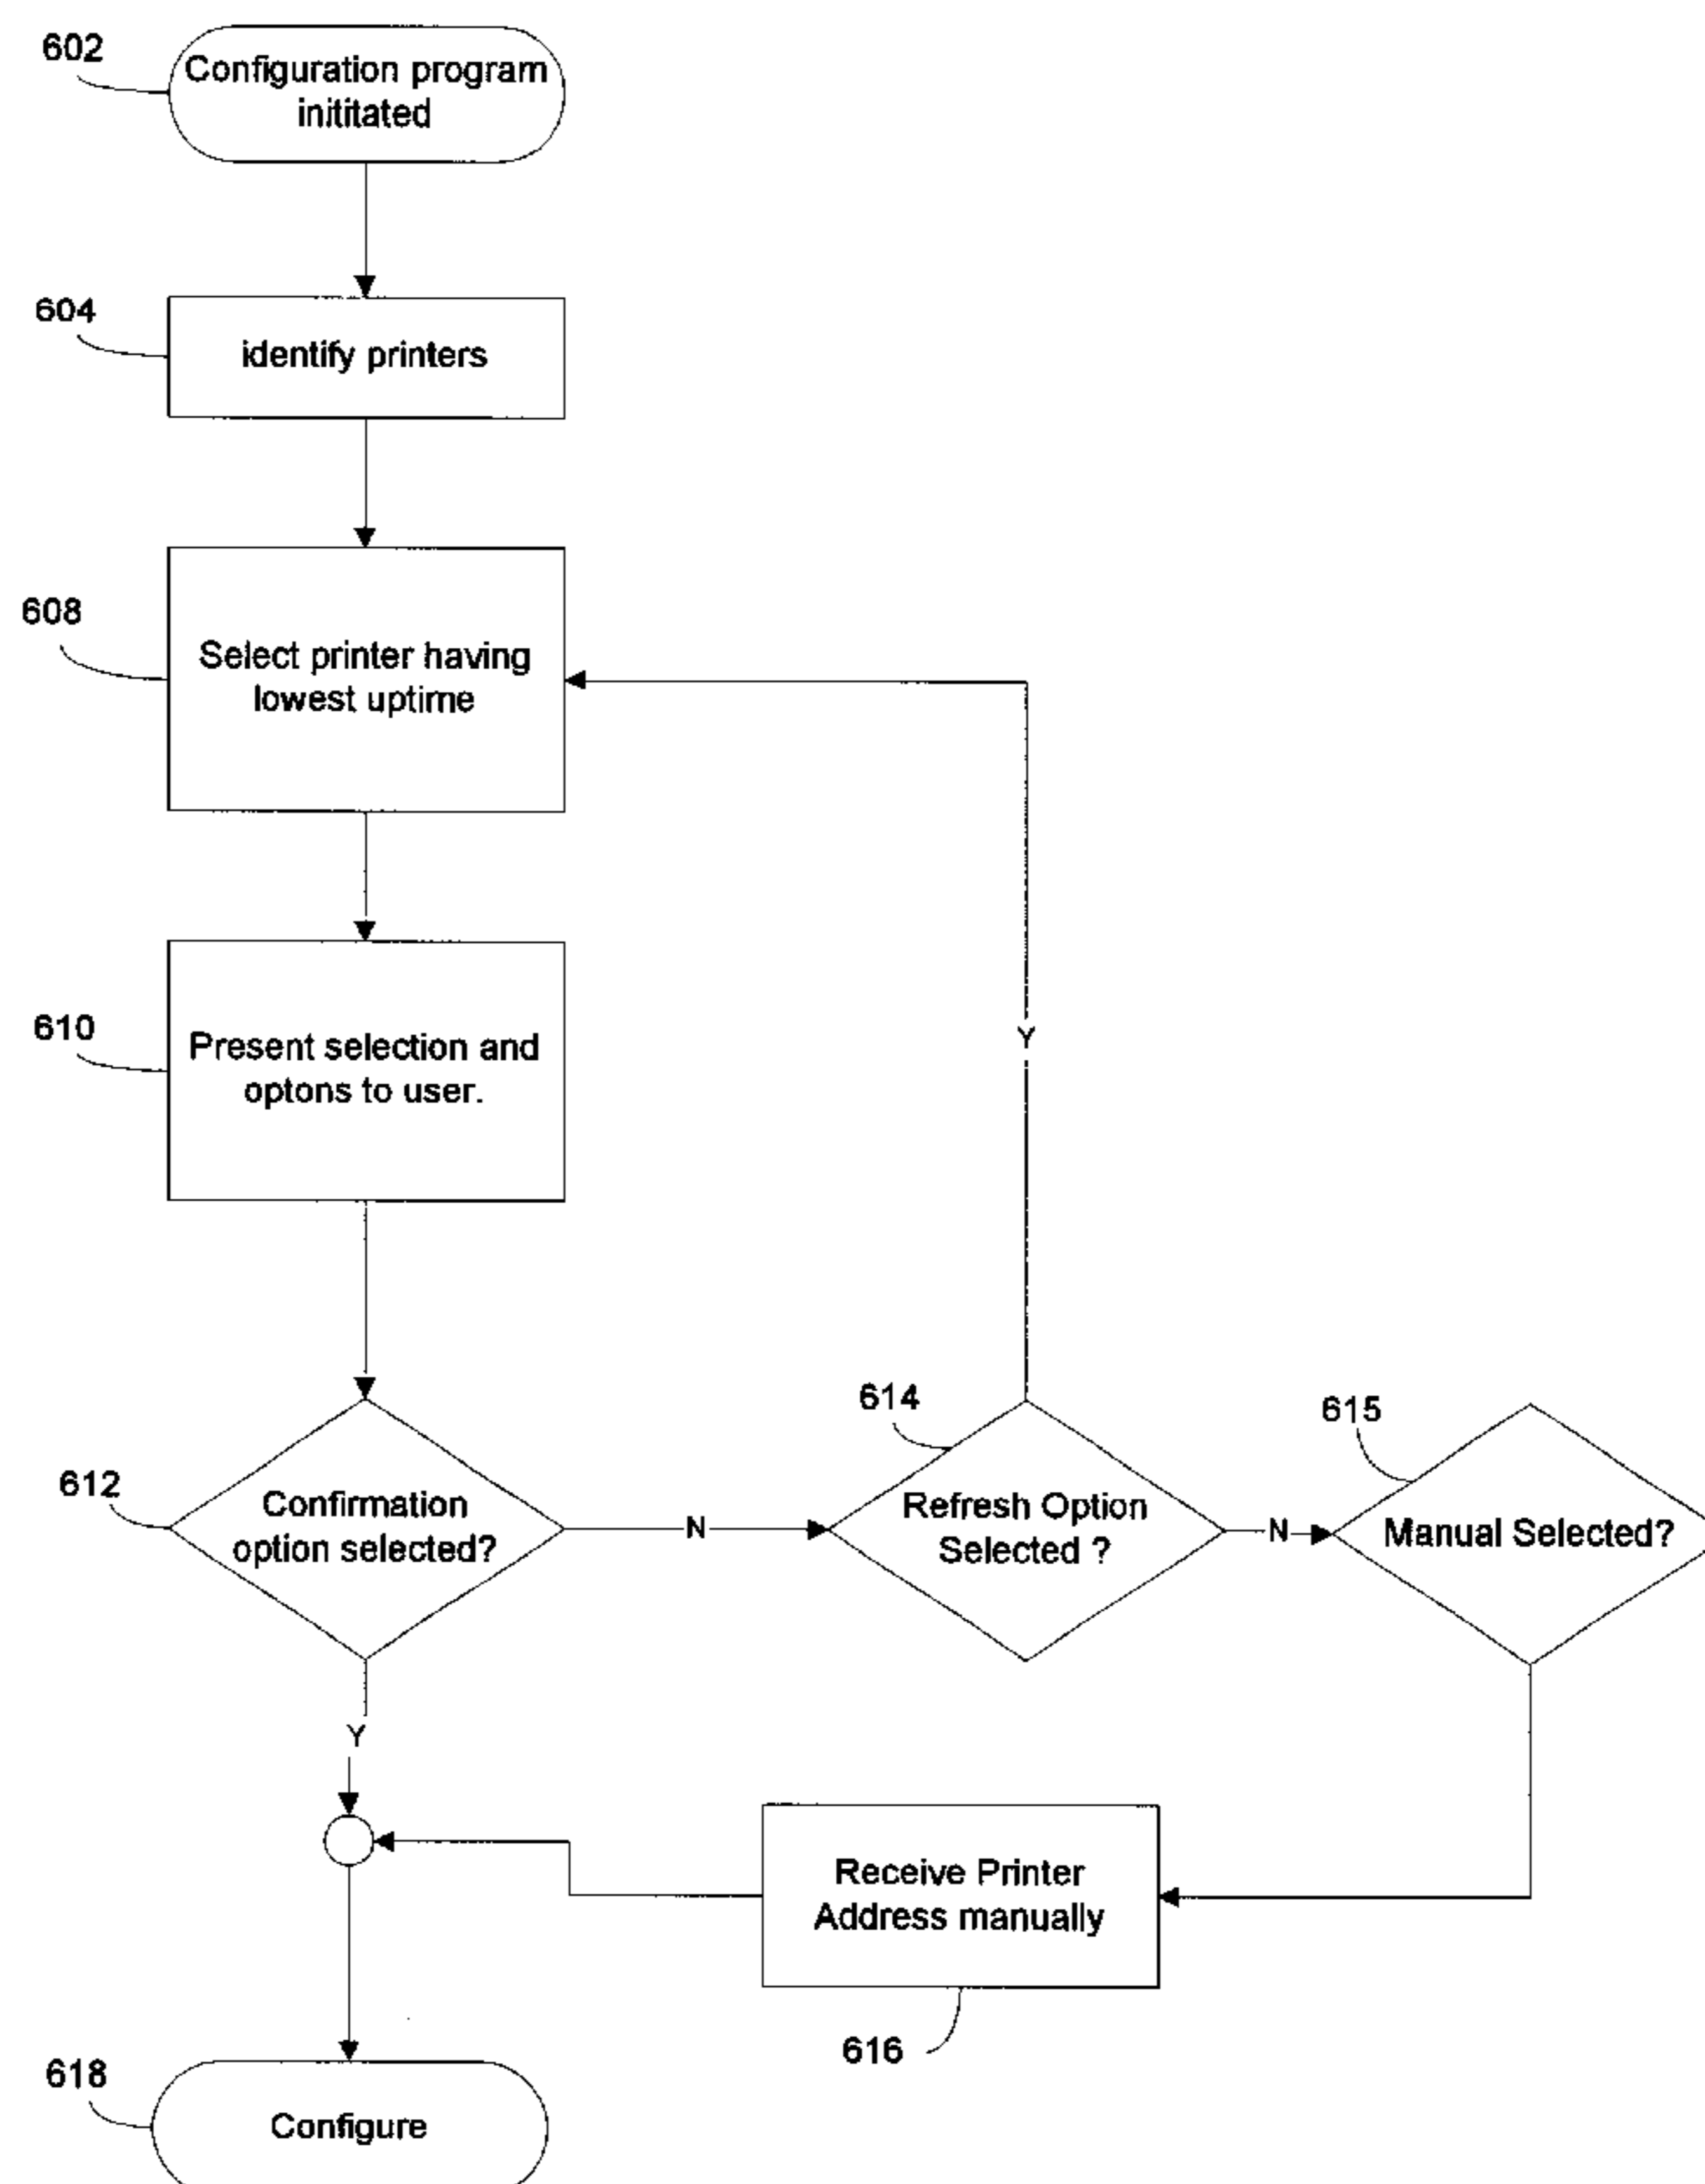 602
Configuration program
inititated
604
identify printers
608
Select printer having
lowest uptime
610
Present selection and
optons to user.
Y
614
615
612
Confirmation
option selected?
N
Refresh Option
Selected ?
N
Manual Selected?
Y
Receive Printer
Address manually
616
618
Configure